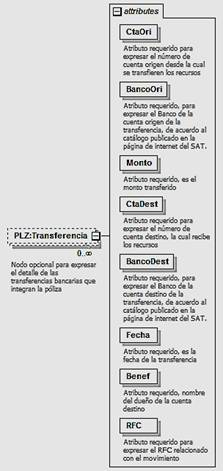 attributes
CtaOri
Atributo requerido para
expresar el número de
cuenta origen desde la cual
se transfieren los recursos
BancoOri
Atributo requerido, para
expresar el Banco de la
cuenta origen de la
transferencia, de acuerdo al
catálogo publicado en la
página de internet del SAT.
Monto
Atributo requerido, es el
monto transferido
CtaDest
Atributo requerido para
expresar el número de
cuenta destino, la cual recibe
los recursos
PLZ:Transferencia
0..∞
Nodo opcional para expresar
el detalle de las
transferencias bancarias que
integran la póliza
BancoDest
Atributo requerido, para
expresar el Banco de la
cuenta destino de la
transferencia, de acuerdo al
catálogo publicado en la
página de internet del SAT.
Fecha
Atributo requerido, es la
fecha de la transferencia
Benef
Atributo requerido, nombre
del dueño de la cuenta
destino
RFC
Atributo requerido para
expresar el RFC relacionado
con el movimiento